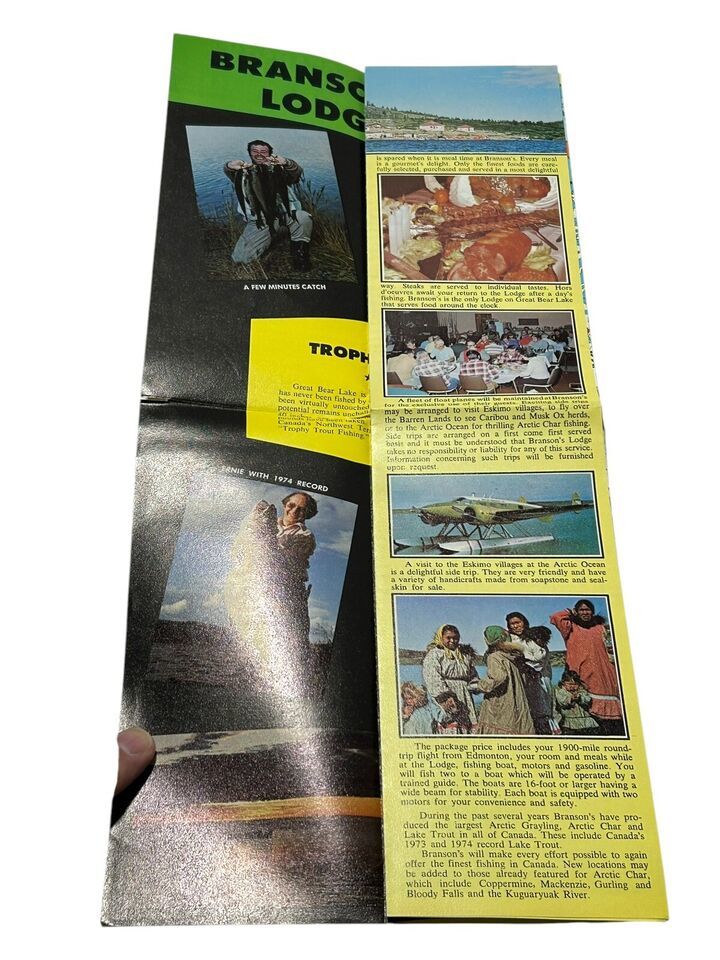 BRANSO
LODG
A FEW MINUTES CATCH
TROPH
Great Bear Lake is
has never been fished by
been virtually untouche
potential remains unchan
Canada's Northwest Ter
"Trophy Trout Fishing,"
ERNIE WITH 1974 RECORD
is spared when it is meal time at Branson's. Every meal
is a gourmet's delight. Only the finest foods are care-
fully selected, purchased and served in a most delightful
way. Steaks are served to individual tastes. Hors
d'oeuvres await your return to the Lodge after a day's
fishing. Branson's is the only Lodge on Great Bear Lake
that serves food around the clock.
A fleet of float planes will be maintained at Branson's
for the exclusive use of their guests. Exciting side trips
may be arranged to visit Eskimo villages, to fly over
the Barren Lands to see Caribou and Musk Ox herds,
or to the Arctic Ocean for thrilling Arctic Char fishing.
Side trips are arranged on a first come first served
basis and it must be understood that Branson's Lodge
takes no responsibility or liability for any of this service.
Information concerning such trips will be furnished
upon request.
A visit to the Eskimo villages at the Arctic Ocean
is a delightful side trip. They are very friendly and have
a variety of handicrafts made from soapstone and seal-
skin for sale.
The package price includes your 1900-mile round-
trip flight from Edmonton, your room and meals while
at the Lodge, fishing boat, motors and gasoline. You
will fish two to a boat which will be operated by a
trained guide. The boats are 16-foot or larger having a
wide beam for stability. Each boat is equipped with two
motors for your convenience and safety.
During the past several years Branson's have pro-
duced the largest Arctic Grayling, Arctic Char and
Lake Trout in all of Canada. These include Canada's
1973 and 1974 record Lake Trout.
Branson's will make every effort possible to again
offer the finest fishing in Canada. New locations may
be added to those already featured for Arctic Char,
which include Coppermine, Mackenzie, Gurling and
Bloody Falls and the Kuguaryuak River.